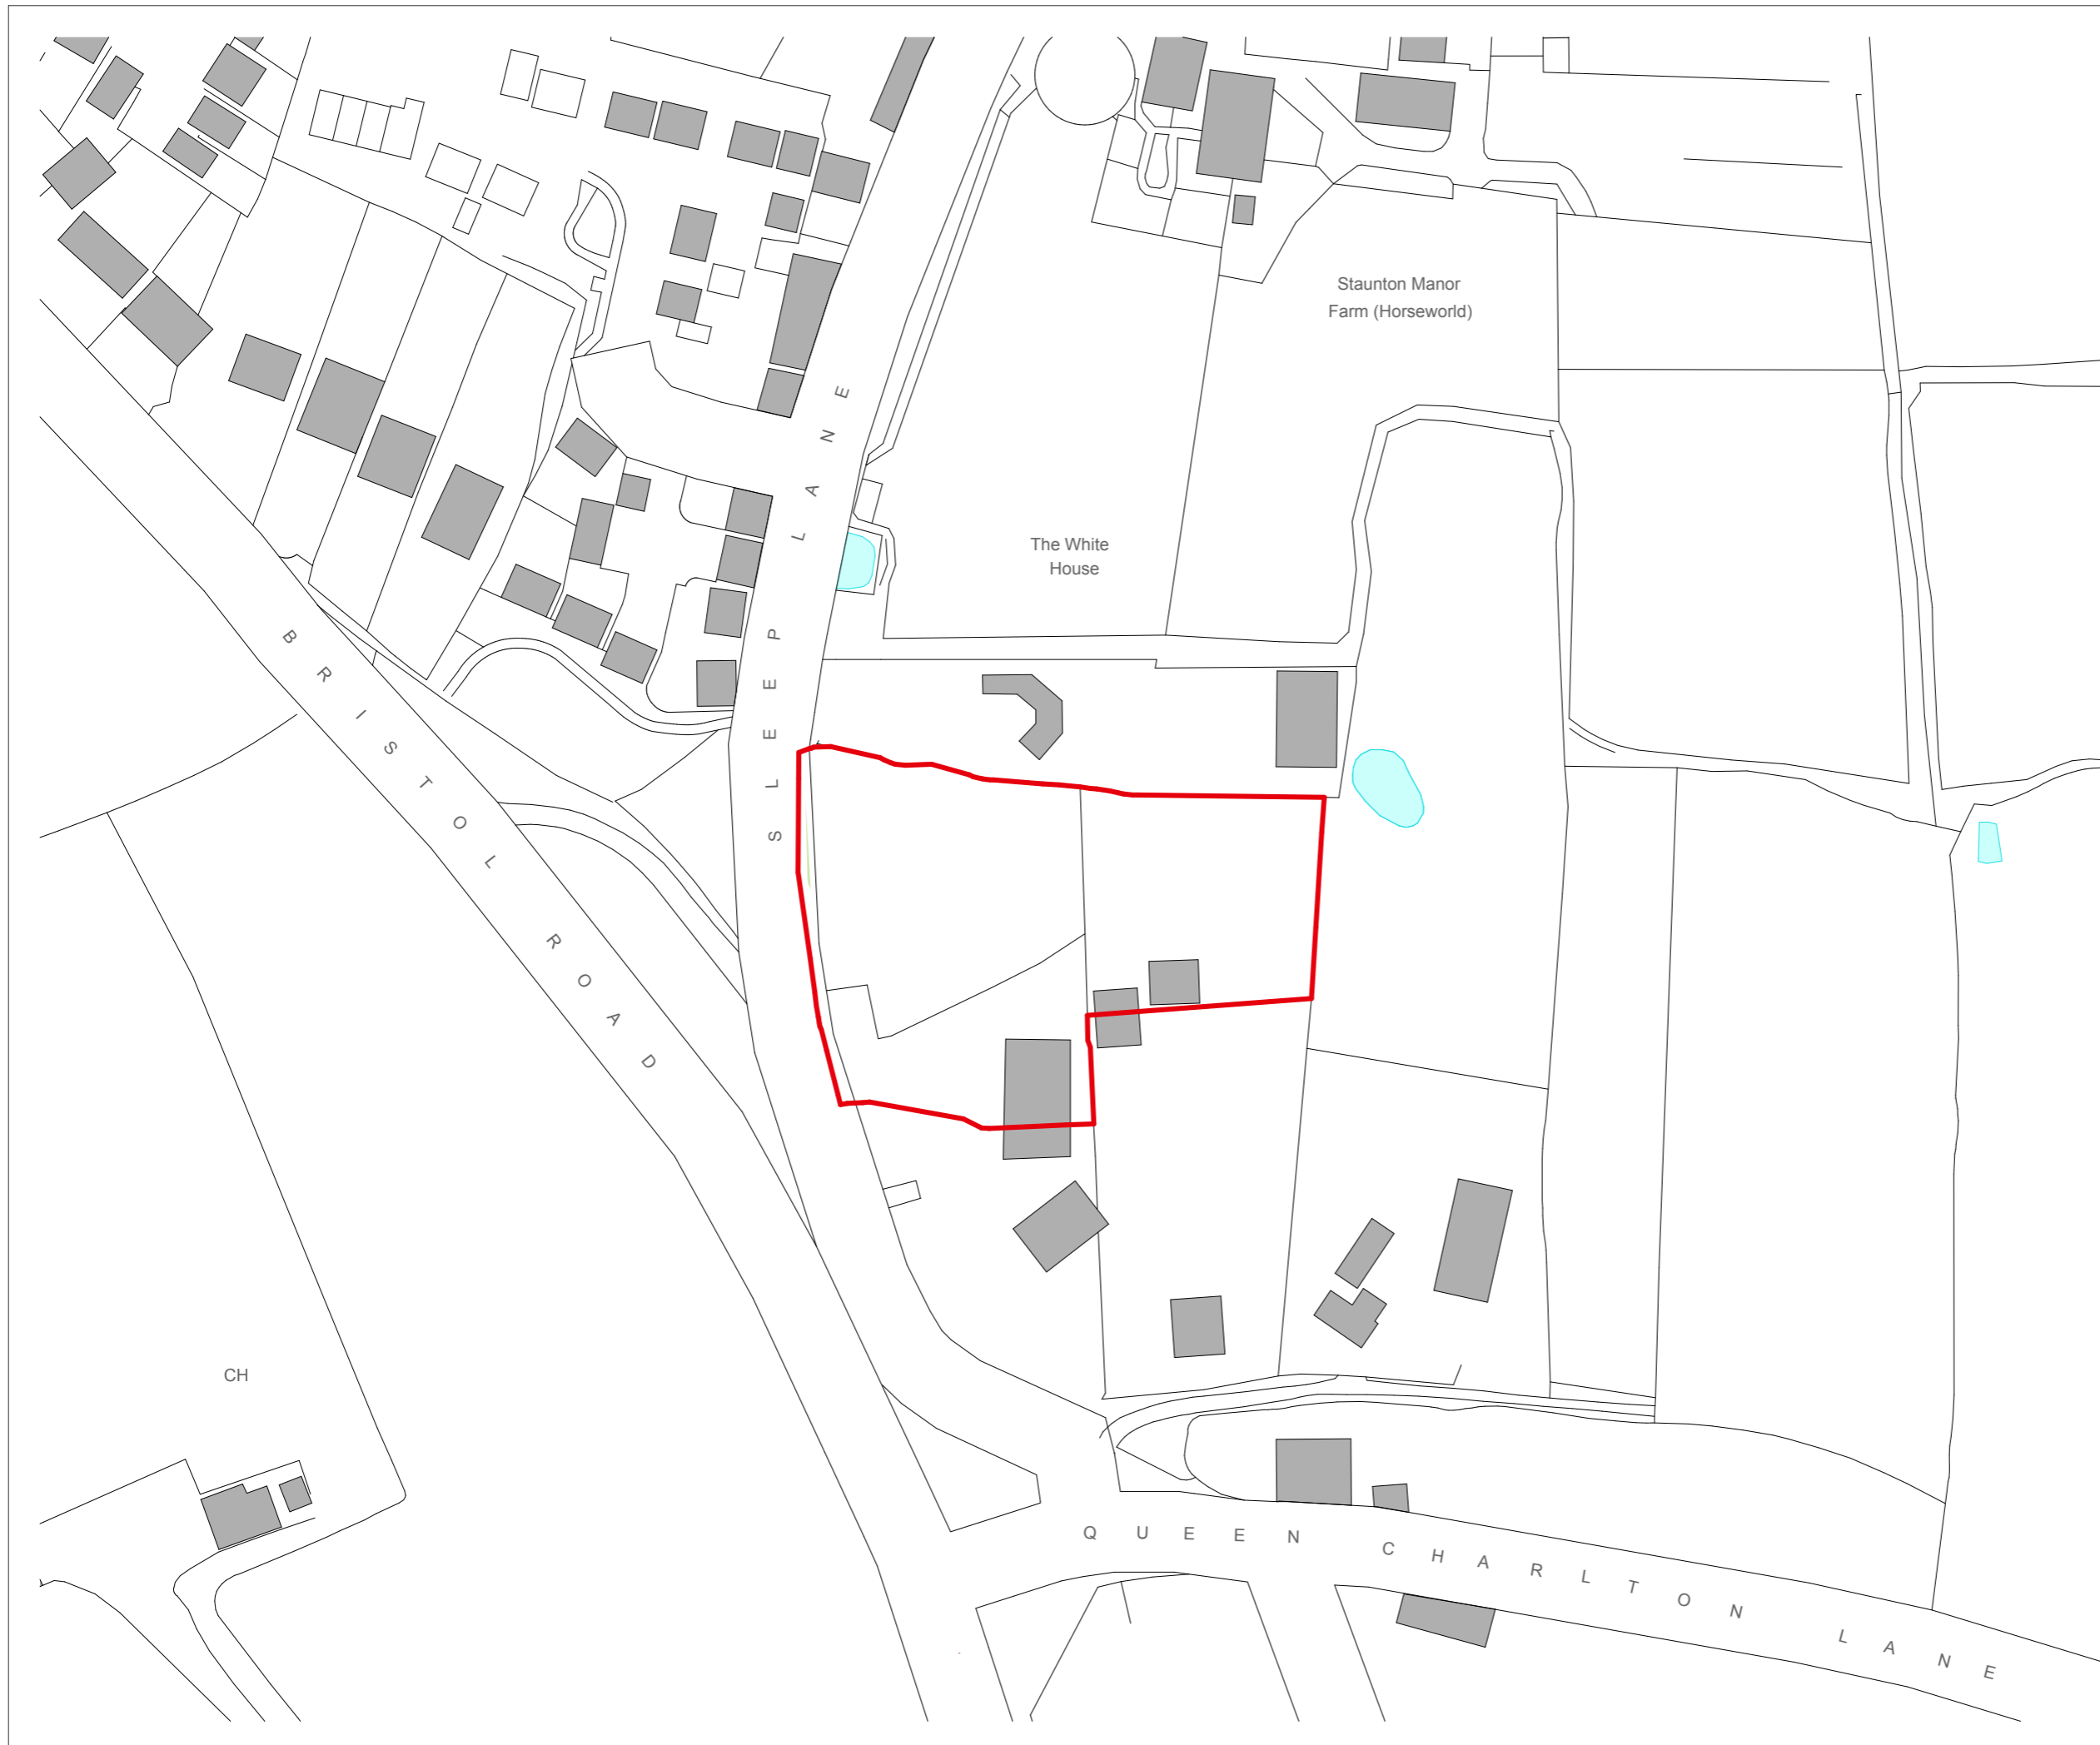 Staunton Manor
Farm (Horseworld)
SLEEP LANE
The White
House
BRISTOL ROAD
CH
QUEEN CHARLTON LANE